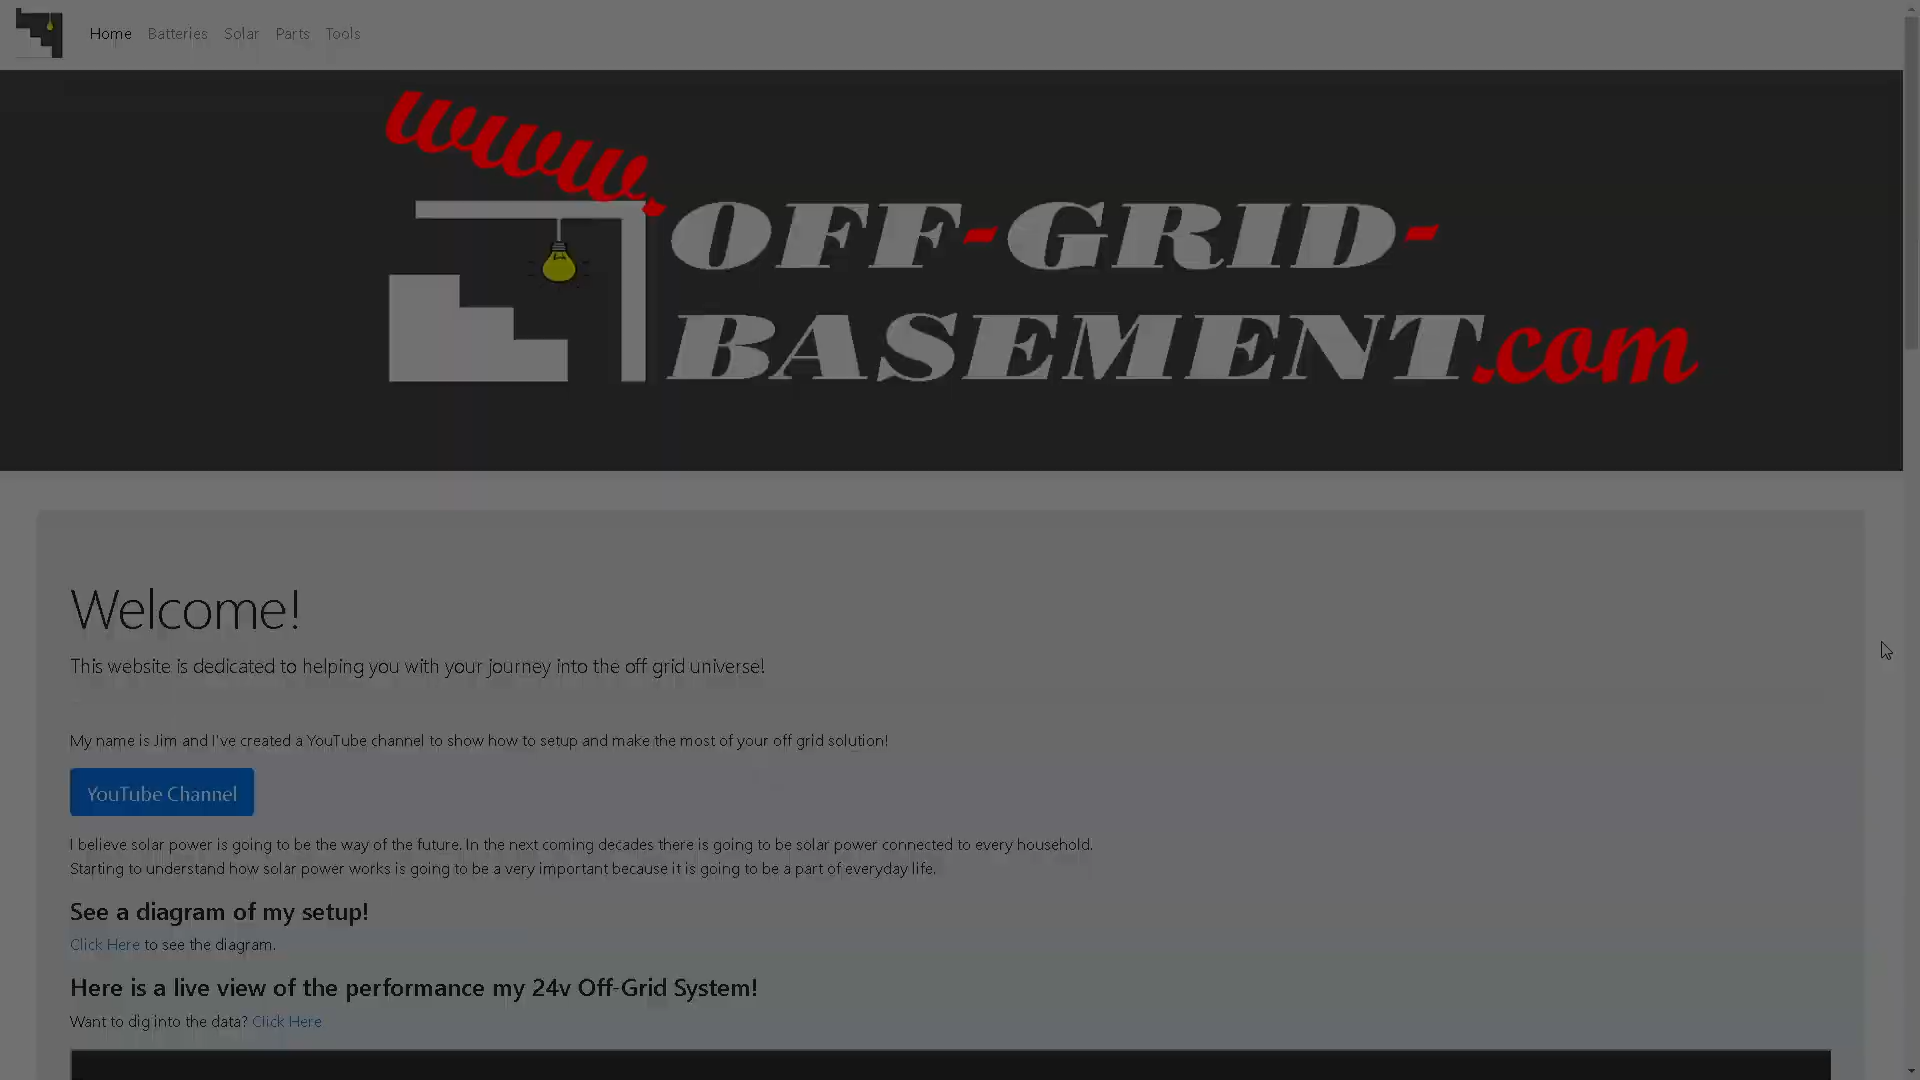 Home Batteries Solar Parts Tools
www.
OFF-GRID-
BASEMENT.com
Welcome!
This website is dedicated to helping you with your journey into the off grid universe!
My name is Jim and I've created a YouTube channel to show how to setup and make the most of your off grid solution!
YouTube Channel
I believe solar power is going to be the way of the future. In the next coming decades there is going to be solar power connected to every household.
Starting to understand how solar power works is going to be a very important because it is going to be a part of everyday life.
See a diagram of my setup!
Click Here to see the diagram.
Here is a live view of the performance my 24v Off-Grid System!
Want to dig into the data? Click Here